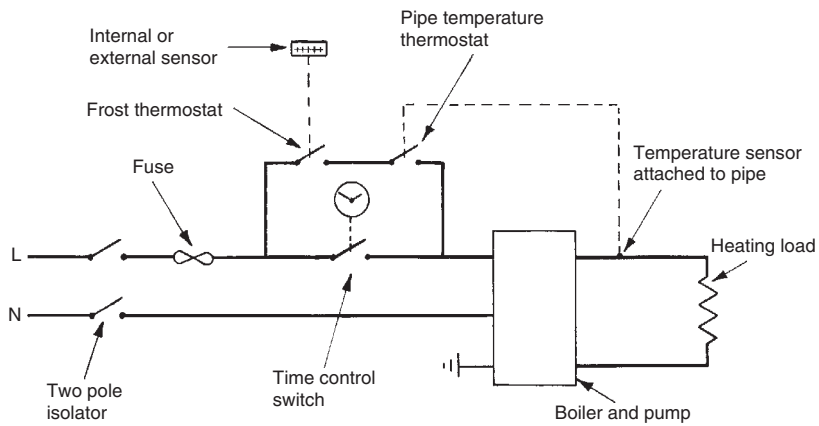 Internal or
external sensor
Pipe temperature
thermostat
Frost thermostat
Fuse
Temperature sensor
attached to pipe
Heating load
L
N
Two pole
isolator
Time control
switch
Boiler and pump